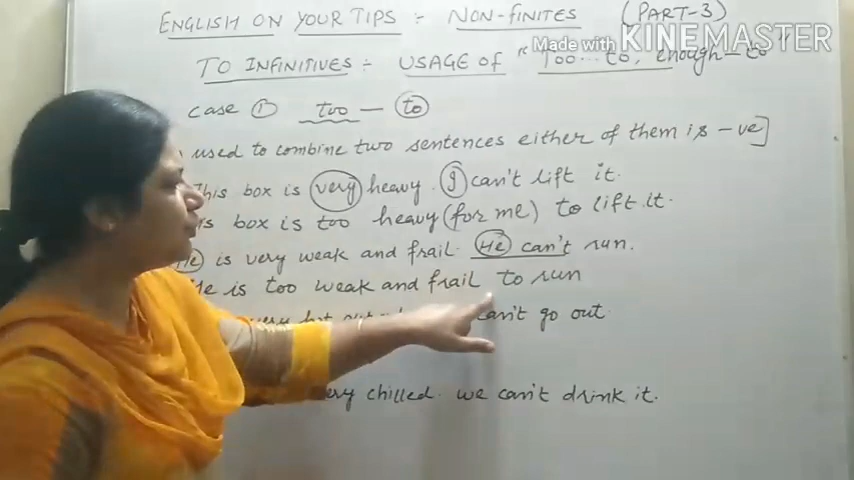 ENGLISH ON YOUR TIPS :- NON-FINITES (PART-3)
Made with KINEMASTER
TO INFINITIVES :- USAGE OF "Too...to, enough-to"
case ① too — to
used to combine two sentences either of them is -ve]
This box is very heavy. I can't lift it.
box is too heavy (for me) to lift it.
He is very weak and frail. He can't run.
He is too weak and frail to run
can't go out
chilled. we can't drink it.